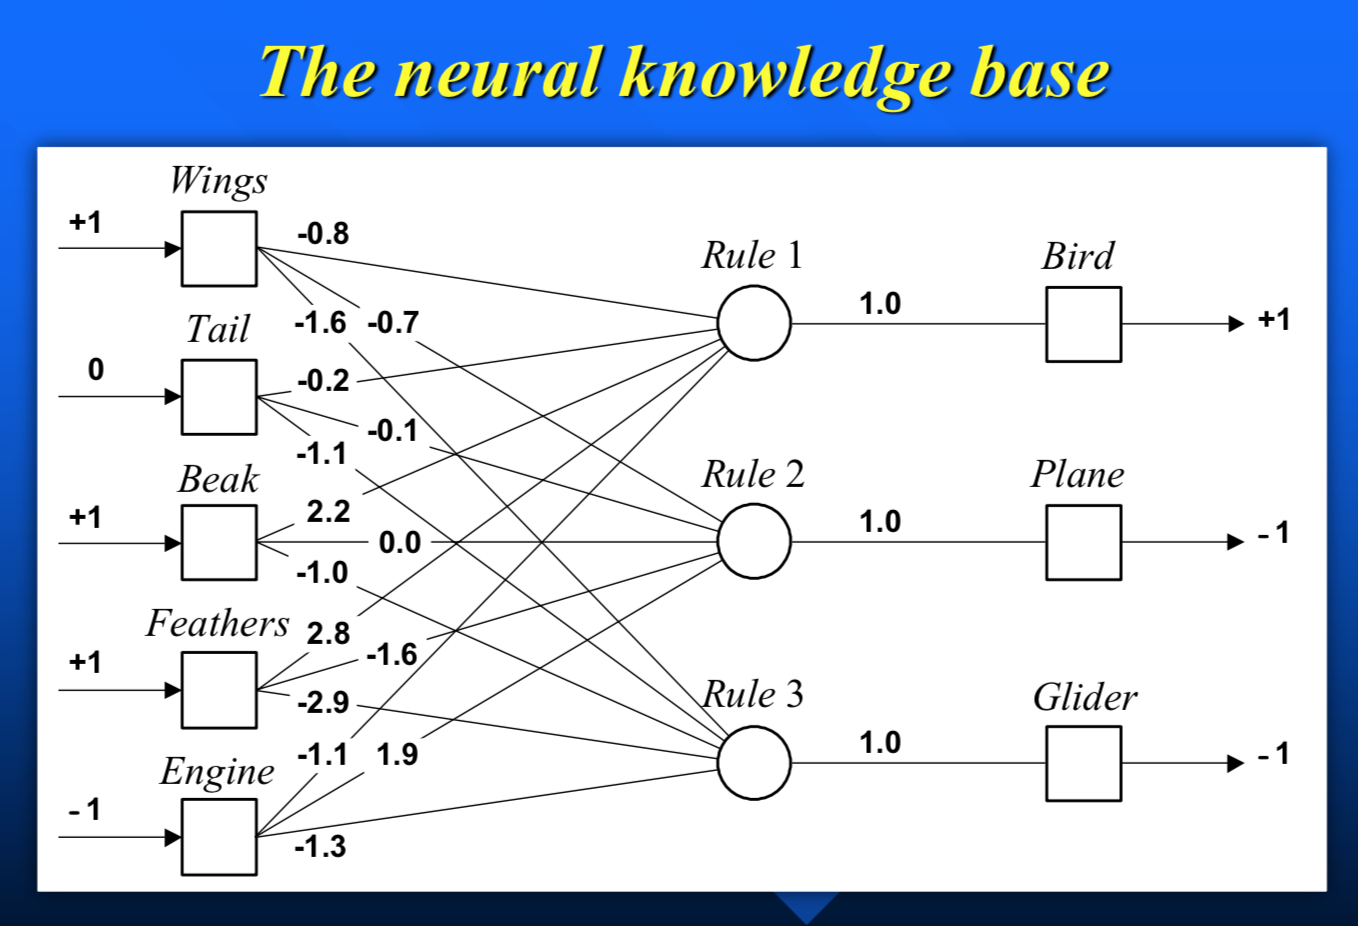 The neural knowledge base
Wings
+1
-0.8
Rule 1
Bird
1.0
+1
Tail
-1.6 -0.7
0
-0.2
-0.1
-1.1
Beak
Rule 2
Plane
+1
2.2
0.0
1.0
-1
-1.0
Feathers
2.8
+1
-1.6
-2.9
Rule 3
Glider
1.0
-1
Engine
-1.1 1.9
-1
-1.3